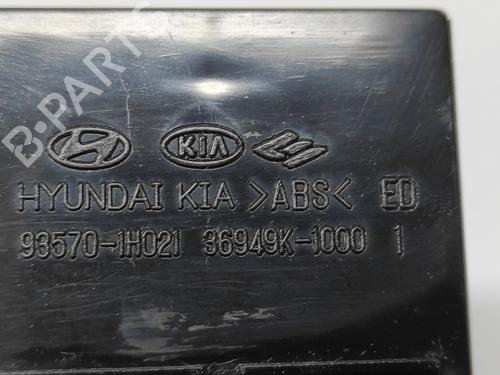 B-PARTS
KIA
HYUNDAI KIA >ABS< ED
93570-1H021 36949K-1000 1